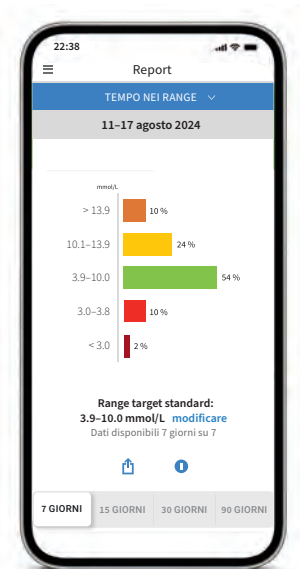 22:38
Report
TEMPO NEI RANGE
11–17 agosto 2024
mmol/L
> 13.9 10 %
10.1–13.9 24 %
3.9–10.0 54 %
3.0–3.8 10 %
< 3.0 2 %
Range target standard:
3.9–10.0 mmol/L modificare
Dati disponibili 7 giorni su 7
7 GIORNI 15 GIORNI 30 GIORNI 90 GIORNI